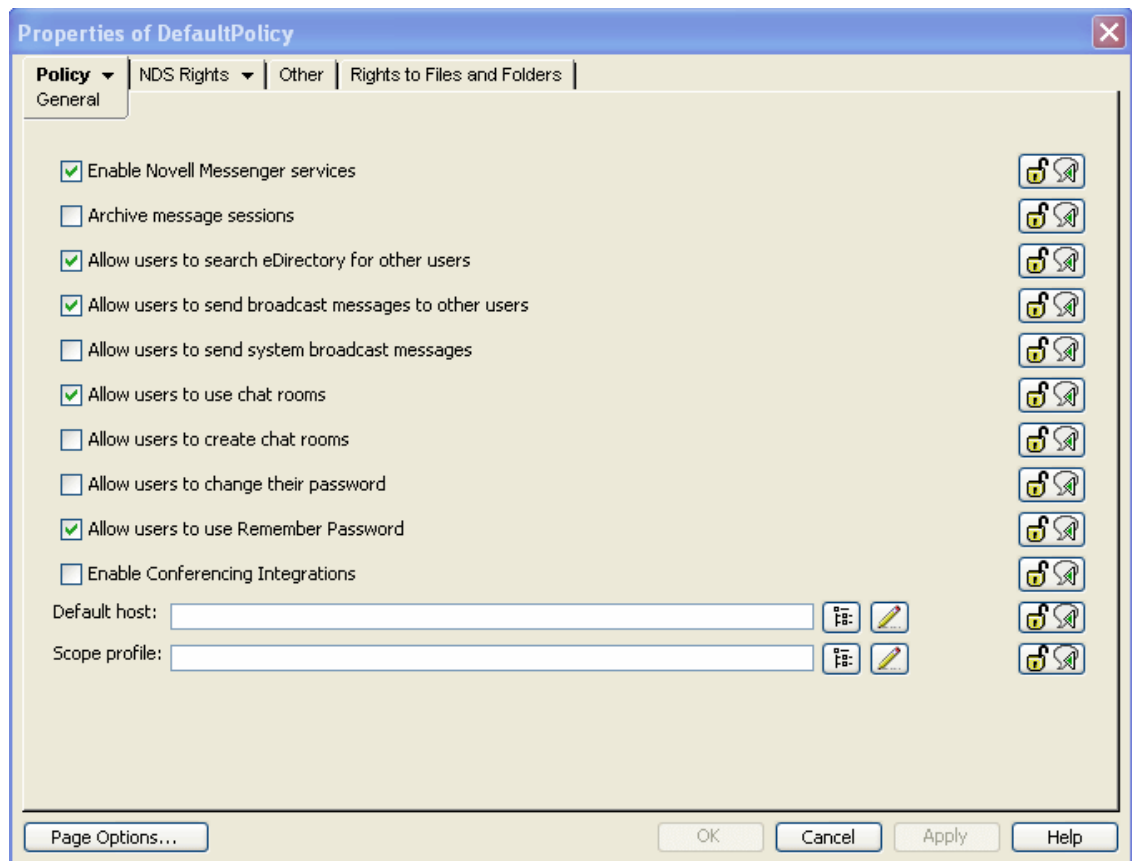 Properties of DefaultPolicy
Policy NDS Rights Other Rights to Files and Folders
General
Enable Novell Messenger services
Archive message sessions
Allow users to search eDirectory for other users
Allow users to send broadcast messages to other users
Allow users to send system broadcast messages
Allow users to use chat rooms
Allow users to create chat rooms
Allow users to change their password
Allow users to use Remember Password
Enable Conferencing Integrations
Default host:
Scope profile:
Page Options... OK Cancel Apply Help